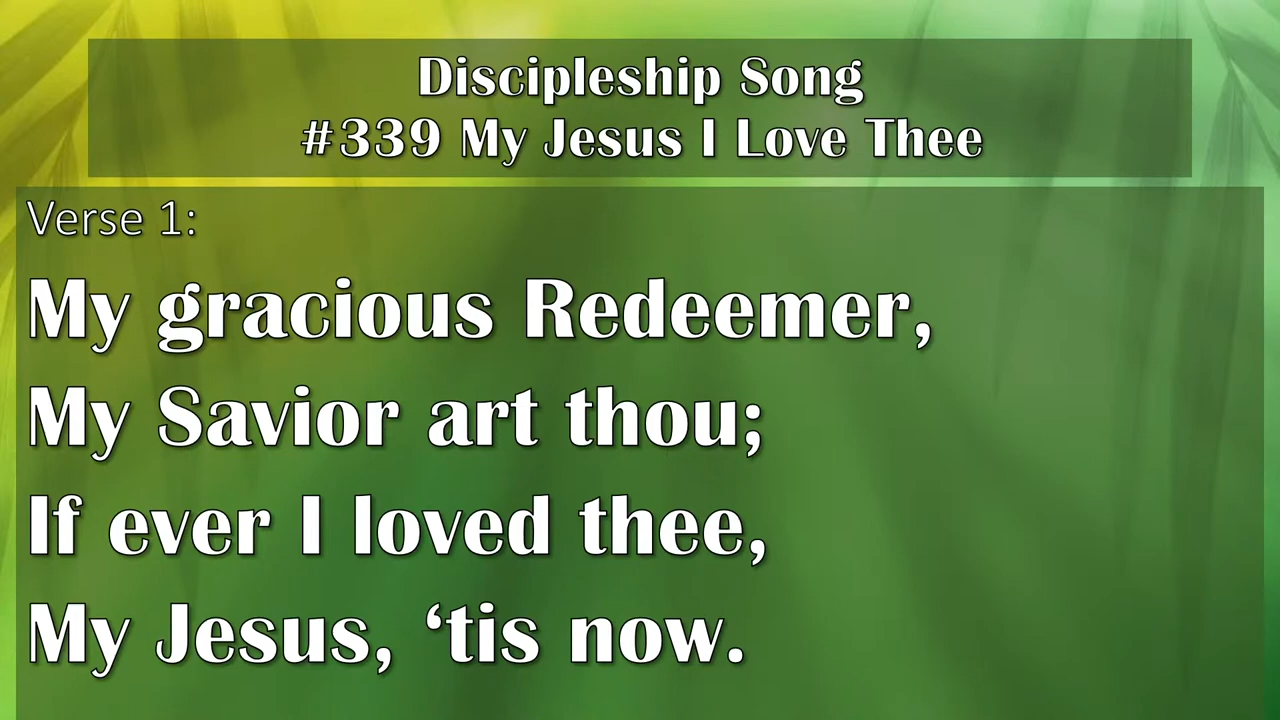 Discipleship Song
#339 My Jesus I Love Thee
Verse 1:
My gracious Redeemer,
My Savior art thou;
If ever I loved thee,
My Jesus, ‘tis now.